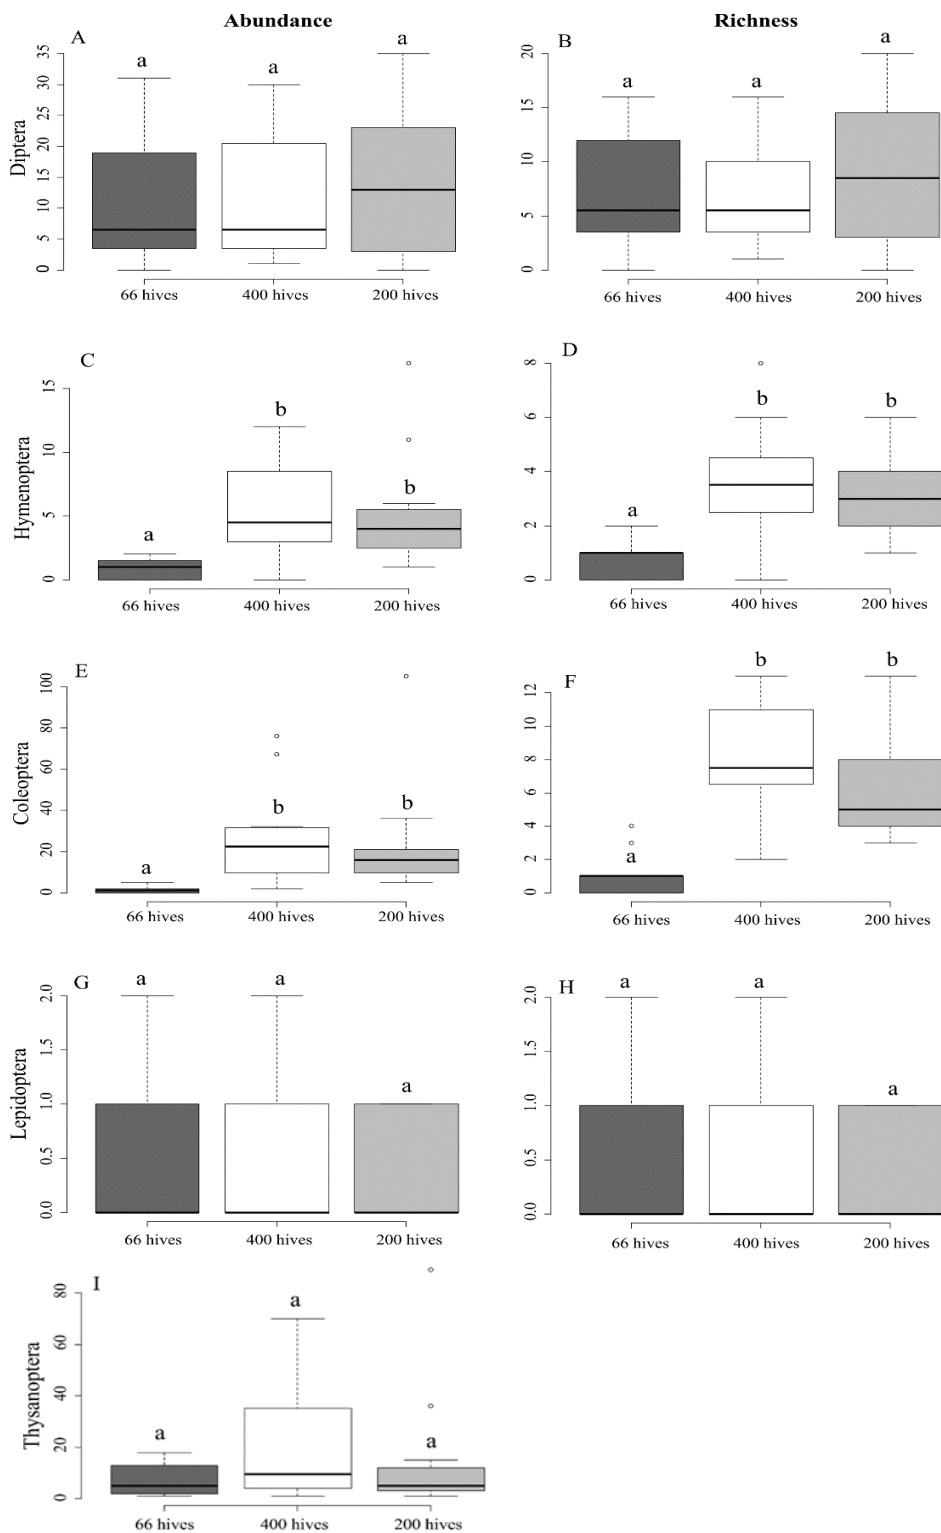 Abundance
Richness
A
a
a
a
Diptera
35
30
25
20
15
10
5
0
66 hives
400 hives
200 hives
B
a
a
a
20
15
10
5
0
66 hives
400 hives
200 hives
C
a
b
b
Hymenoptera
15
10
5
0
66 hives
400 hives
200 hives
D
a
b
b
8
6
4
2
0
66 hives
400 hives
200 hives
E
a
b
b
Coleoptera
100
80
60
40
20
0
66 hives
400 hives
200 hives
F
a
b
b
12
10
8
6
4
2
0
66 hives
400 hives
200 hives
G
a
a
a
Lepidoptera
2.0
1.5
1.0
0.5
0.0
66 hives
400 hives
200 hives
H
a
a
a
2.0
1.5
1.0
0.5
0.0
66 hives
400 hives
200 hives
I
a
a
a
Thysanoptera
80
60
40
20
0
66 hives
400 hives
200 hives